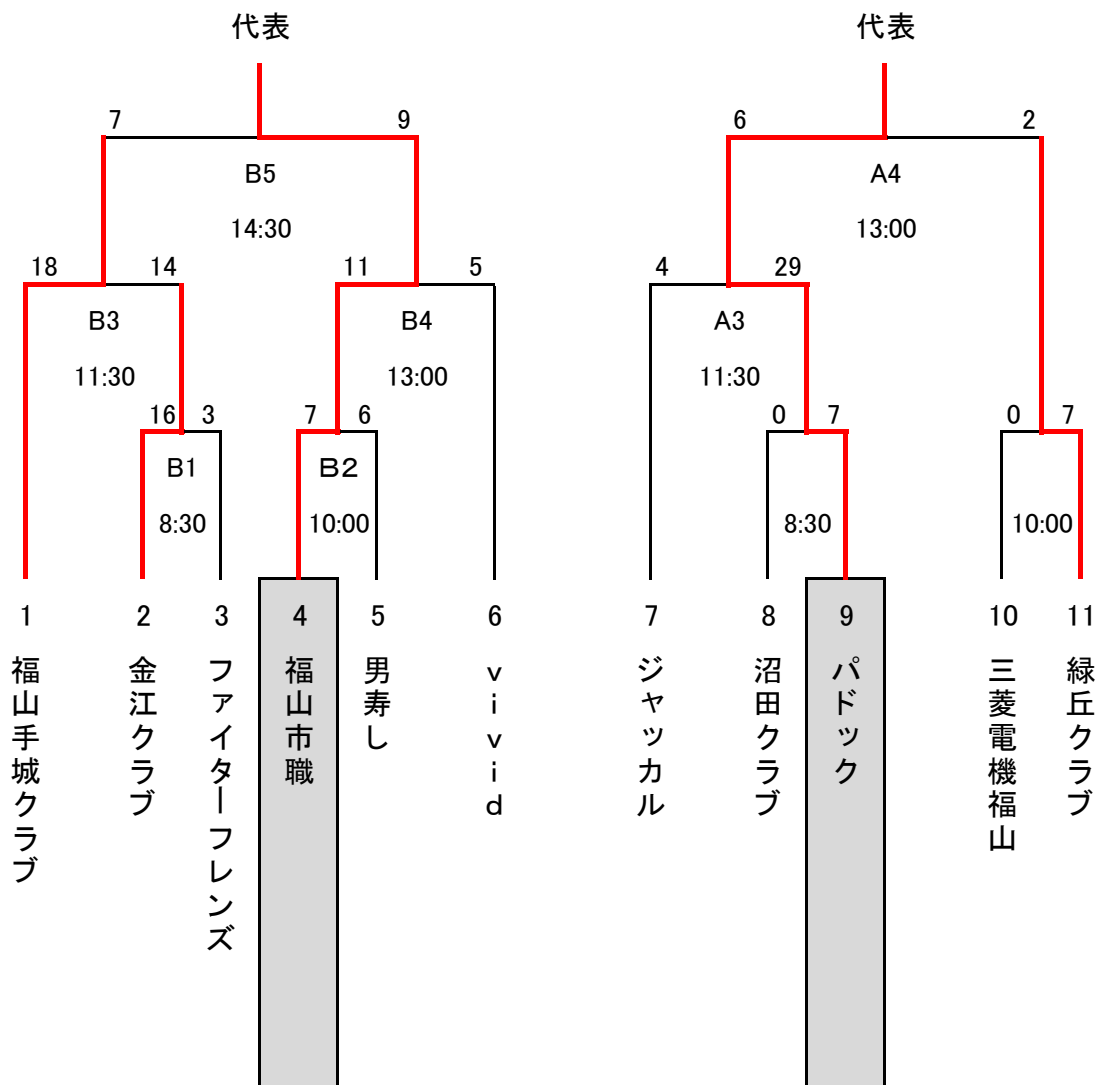 代表 代表
7 9 6 2
B5 A4
14:30 13:00
18 14 11 5 4 29
B3 B4 A3
11:30 13:00 11:30
16 3 7 6 0 7 0 7
B1 B2
8:30 10:00 8:30 10:00
1 2 3 4 5 6 7 8 9 10 11
福山手城クラブ
金江クラブ
ファイターフレンズ
福山市職
男寿し
ｖｉｖｉｄ
ジャッカル
沼田クラブ
パドック
三菱電機福山
緑丘クラブ